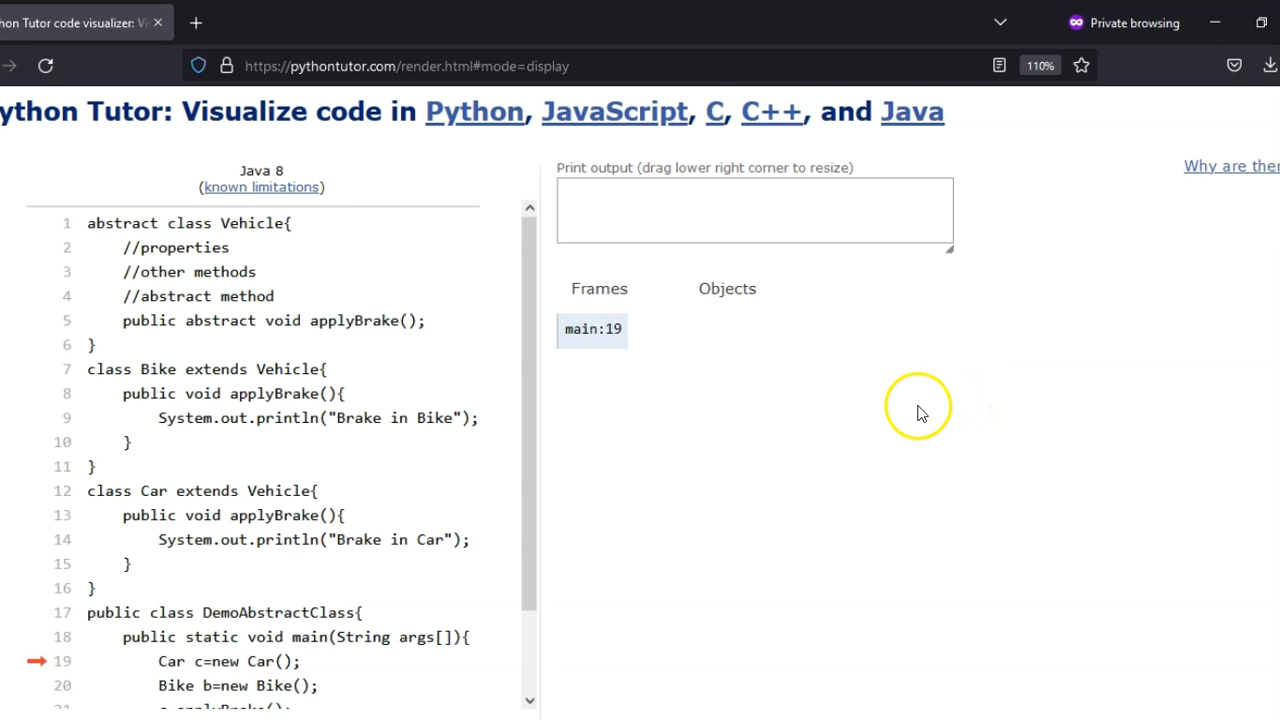 hon Tutor code visualizer: Vi
Private browsing
https://pythontutor.com/render.html#mode=display
110%
ython Tutor: Visualize code in Python, JavaScript, C, C++, and Java
Java 8
(known limitations)
Print output (drag lower right corner to resize)
Why are ther
Frames Objects
main:19
1 abstract class Vehicle{
2 //properties
3 //other methods
4 //abstract method
5 public abstract void applyBrake();
6 }
7 class Bike extends Vehicle{
8 public void applyBrake(){
9 System.out.println("Brake in Bike");
10 }
11 }
12 class Car extends Vehicle{
13 public void applyBrake(){
14 System.out.println("Brake in Car");
15 }
16 }
17 public class DemoAbstractClass{
18 public static void main(String args[]){
19 Car c=new Car();
20 Bike b=new Bike();
21 c.applyBrake();